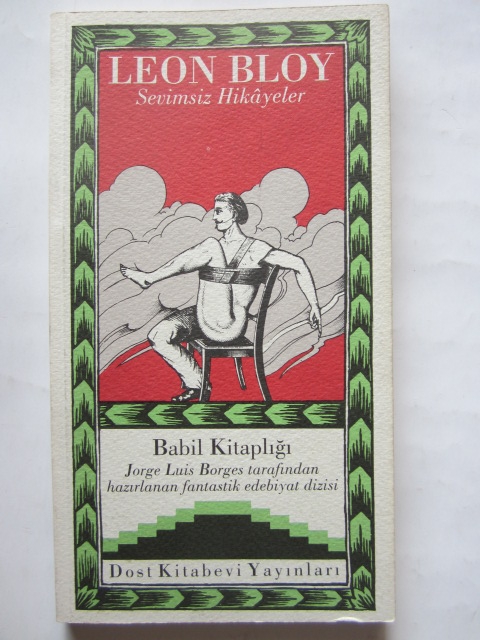 LEON BLOY
Sevimsiz Hikâyeler
Babil Kitaplığı
Jorge Luis Borges tarafından
hazırlanan fantastik edebiyat dizisi
Dost Kitabevi Yayınları